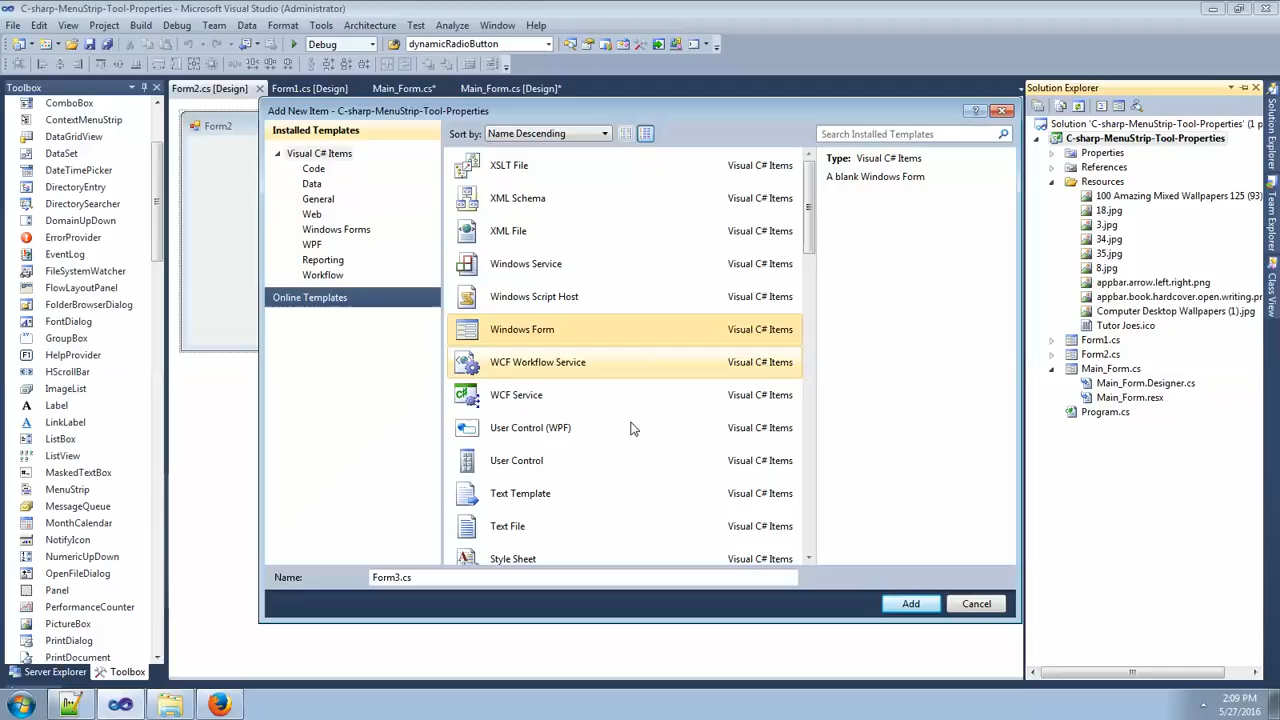 C-sharp-MenuStrip-Tool-Properties - Microsoft Visual Studio (Administrator)
File Edit View Project Build Debug Team Data Format Tools Architecture Test Analyze Window Help
Debug dynamicRadioButton
Toolbox
Form2.cs [Design] Form1.cs [Design] Main_Form.cs* Main_Form.cs [Design]*
Solution Explorer
ComboBox
ContextMenuStrip
DataGridView
DataSet
DateTimePicker
DirectoryEntry
DirectorySearcher
DomainUpDown
ErrorProvider
EventLog
FileSystemWatcher
FlowLayoutPanel
FolderBrowserDialog
FontDialog
GroupBox
HelpProvider
HScrollBar
ImageList
Label
LinkLabel
ListBox
ListView
MaskedTextBox
MenuStrip
MessageQueue
MonthCalendar
NotifyIcon
NumericUpDown
OpenFileDialog
Panel
PerformanceCounter
PictureBox
PrintDialog
PrintDocument
Server Explorer Toolbox
Form2
Add New Item - C-sharp-MenuStrip-Tool-Properties
Installed Templates
Visual C# Items
Code
Data
General
Web
Windows Forms
WPF
Reporting
Workflow
Online Templates
Sort by: Name Descending
Search Installed Templates
XSLT File Visual C# Items
XML Schema Visual C# Items
XML File Visual C# Items
Windows Service Visual C# Items
Windows Script Host Visual C# Items
Windows Form Visual C# Items
WCF Workflow Service Visual C# Items
WCF Service Visual C# Items
User Control (WPF) Visual C# Items
User Control Visual C# Items
Text Template Visual C# Items
Text File Visual C# Items
Style Sheet Visual C# Items
Type: Visual C# Items
A blank Windows Form
Name: Form3.cs
Add Cancel
Solution 'C-sharp-MenuStrip-Tool-Properties' (1 p
C-sharp-MenuStrip-Tool-Properties
Properties
References
Resources
100 Amazing Mixed Wallpapers 125 (93)
18.jpg
3.jpg
34.jpg
35.jpg
8.jpg
appbar.arrow.left.right.png
appbar.book.hardcover.open.writing.pr
Computer Desktop Wallpapers (1).jpg
Tutor Joes.ico
Form1.cs
Form2.cs
Main_Form.cs
Main_Form.Designer.cs
Main_Form.resx
Program.cs
Solution Explorer
Team Explorer
Class View
2:09 PM
5/27/2016